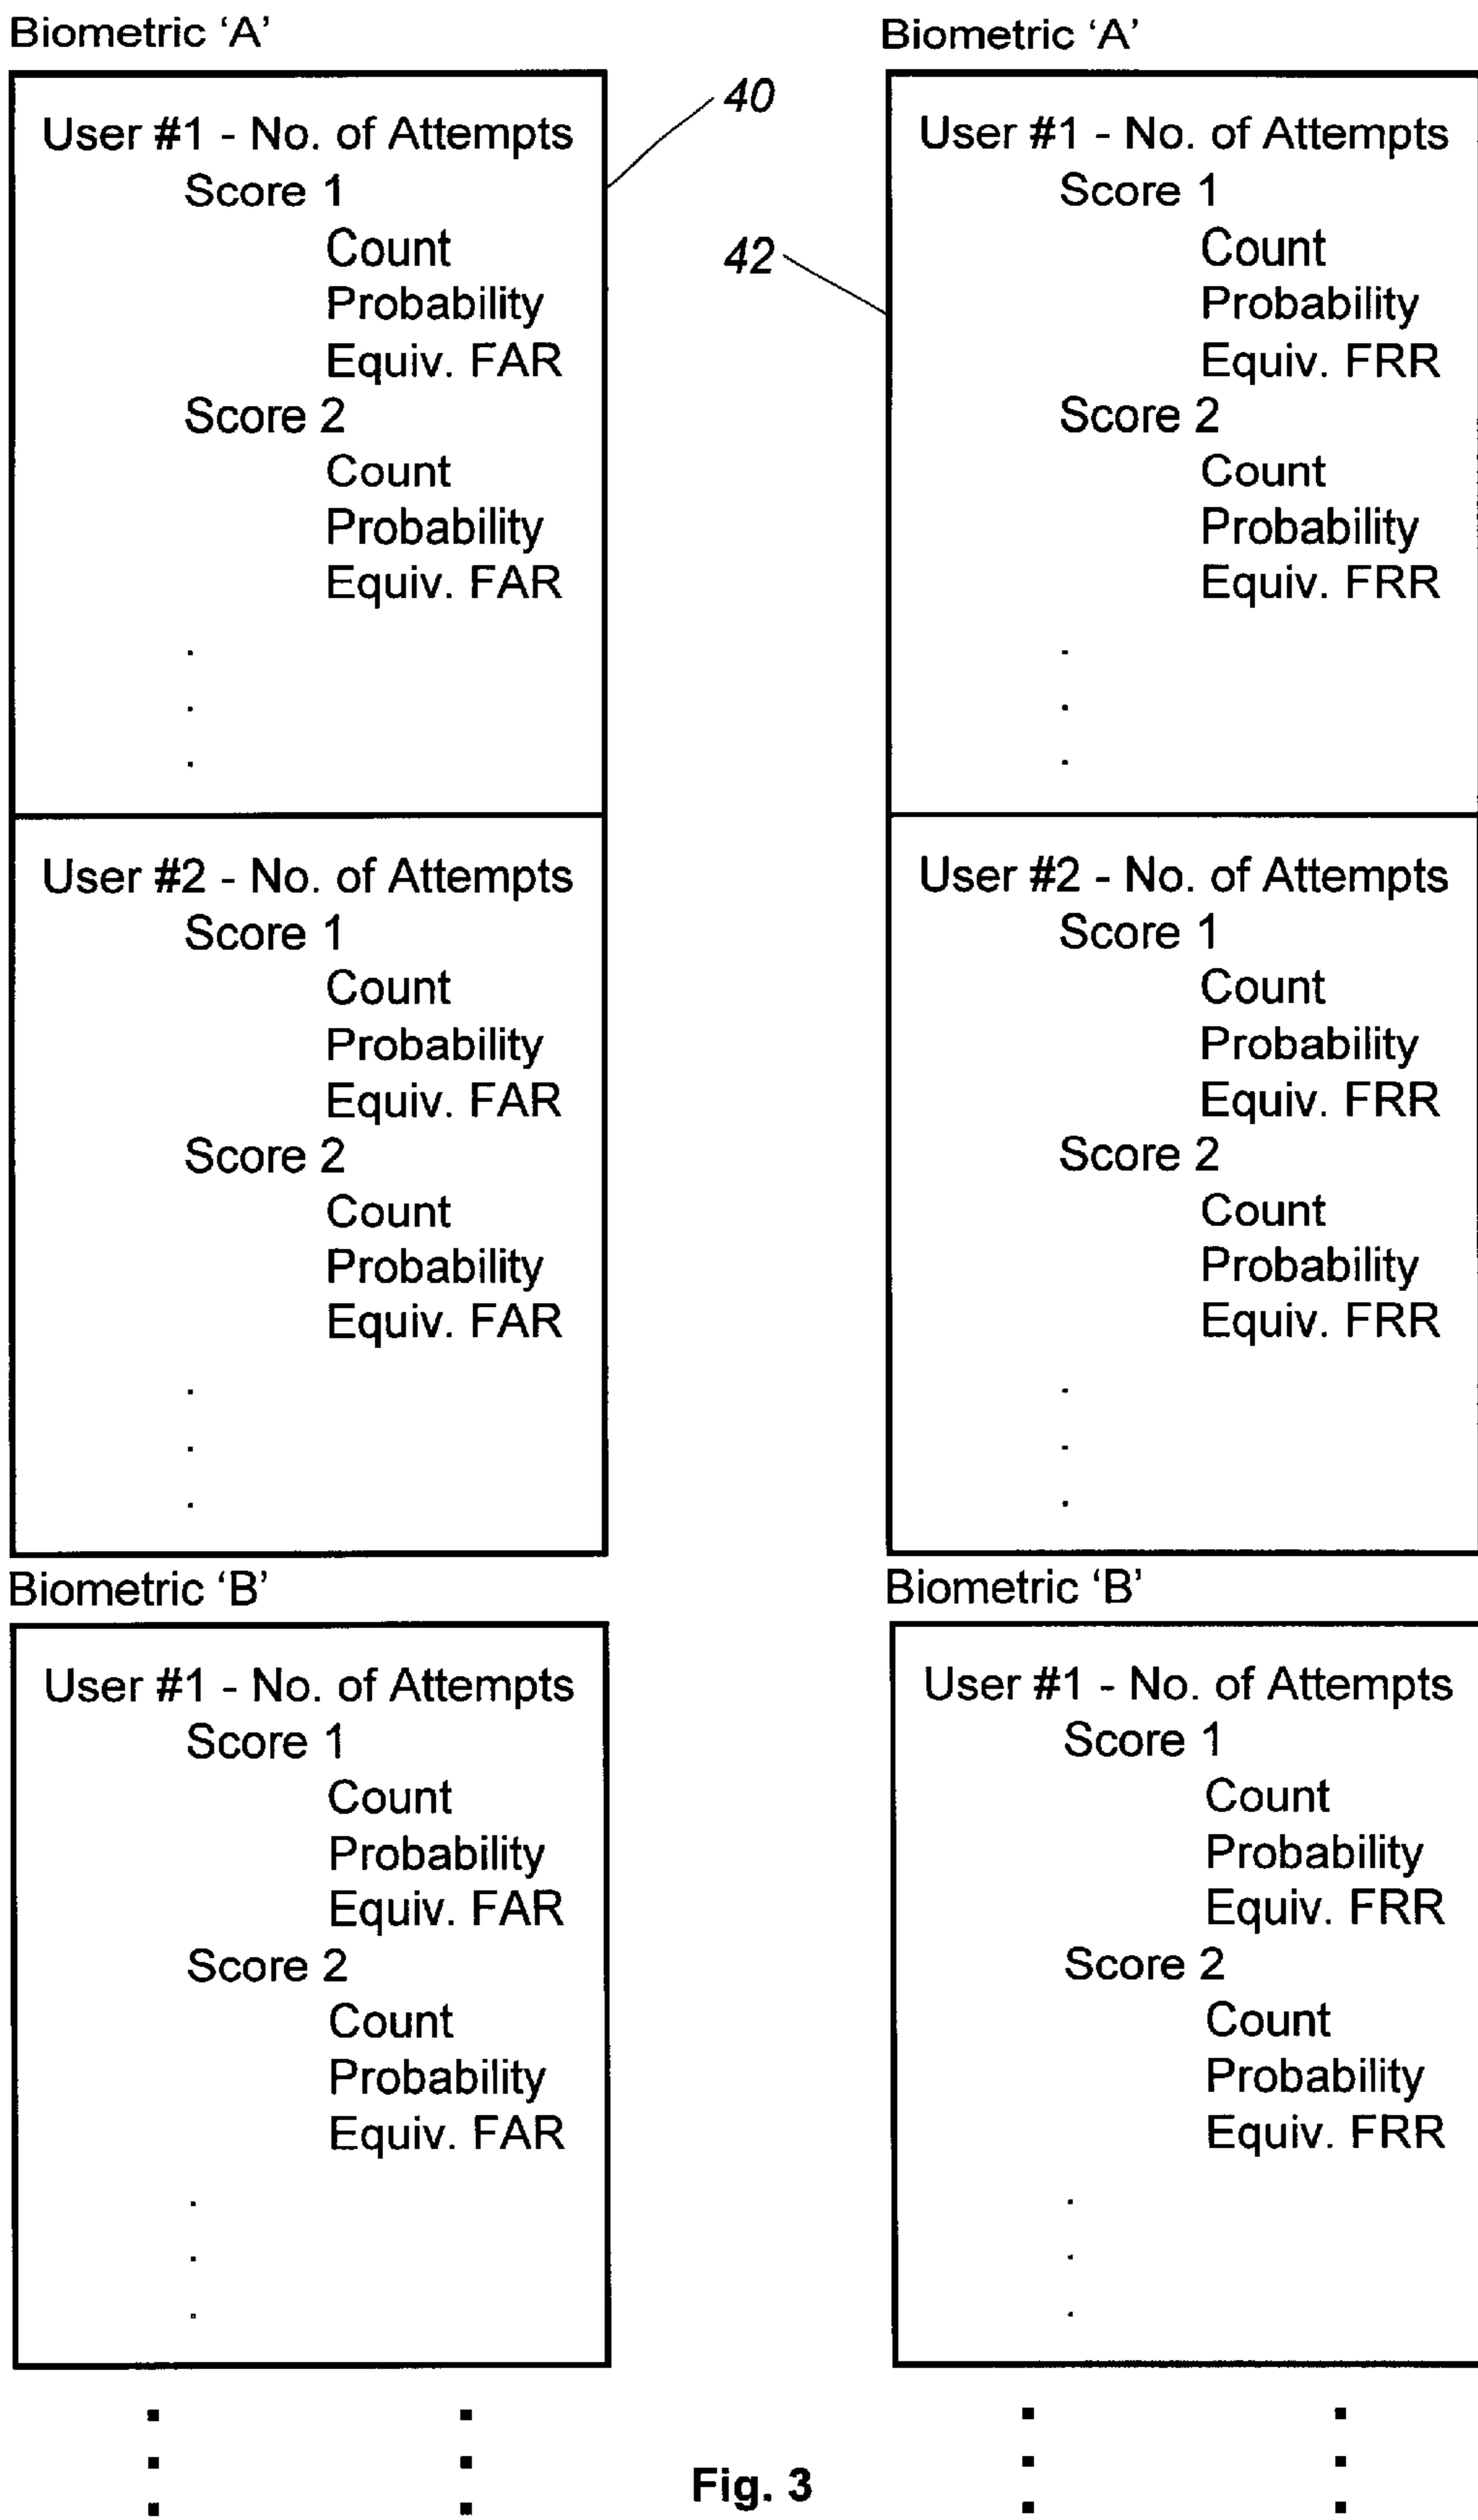 Biometric ‘A’
User #1 - No. of Attempts
Score 1
Count
Probability
Equiv. FAR
Score 2
Count
Probability
Equiv. FAR
.
.
.
User #2 - No. of Attempts
Score 1
Count
Probability
Equiv. FAR
Score 2
Count
Probability
Equiv. FAR
.
.
.
Biometric ‘B’
User #1 - No. of Attempts
Score 1
Count
Probability
Equiv. FAR
Score 2
Count
Probability
Equiv. FAR
.
.
.
40
42
Biometric ‘A’
User #1 - No. of Attempts
Score 1
Count
Probability
Equiv. FRR
Score 2
Count
Probability
Equiv. FRR
.
.
.
User #2 - No. of Attempts
Score 1
Count
Probability
Equiv. FRR
Score 2
Count
Probability
Equiv. FRR
.
.
.
Biometric ‘B’
User #1 - No. of Attempts
Score 1
Count
Probability
Equiv. FRR
Score 2
Count
Probability
Equiv. FRR
.
.
.
Fig. 3